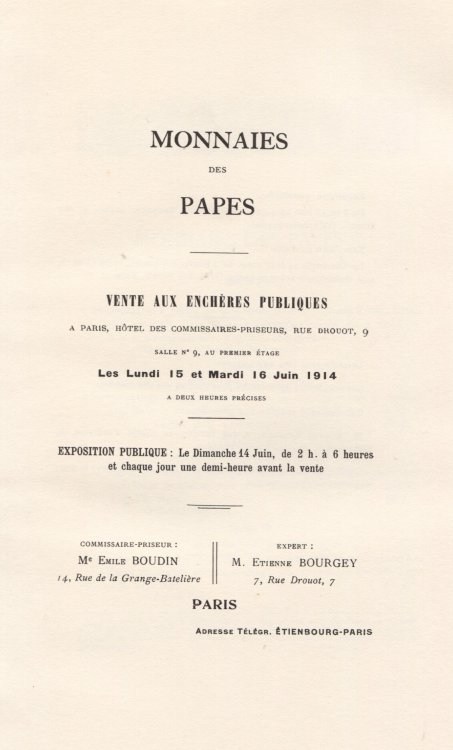 MONNAIES
DES
PAPES
VENTE AUX ENCHÈRES PUBLIQUES
A PARIS, HÔTEL DES COMMISSAIRES-PRISEURS, RUE DROUOT, 9
SALLE N° 9, AU PREMIER ÉTAGE
Les Lundi 15 et Mardi 16 Juin 1914
A DEUX HEURES PRÉCISES
EXPOSITION PUBLIQUE : Le Dimanche 14 Juin, de 2 h. à 6 heures
et chaque jour une demi-heure avant la vente
COMMISSAIRE-PRISEUR :
Me EMILE BOUDIN
14, Rue de la Grange-Batelière
EXPERT :
M. ETIENNE BOURGEY
7, Rue Drouot, 7
PARIS
ADRESSE TÉLÉGR. ÉTIENBOURG-PARIS